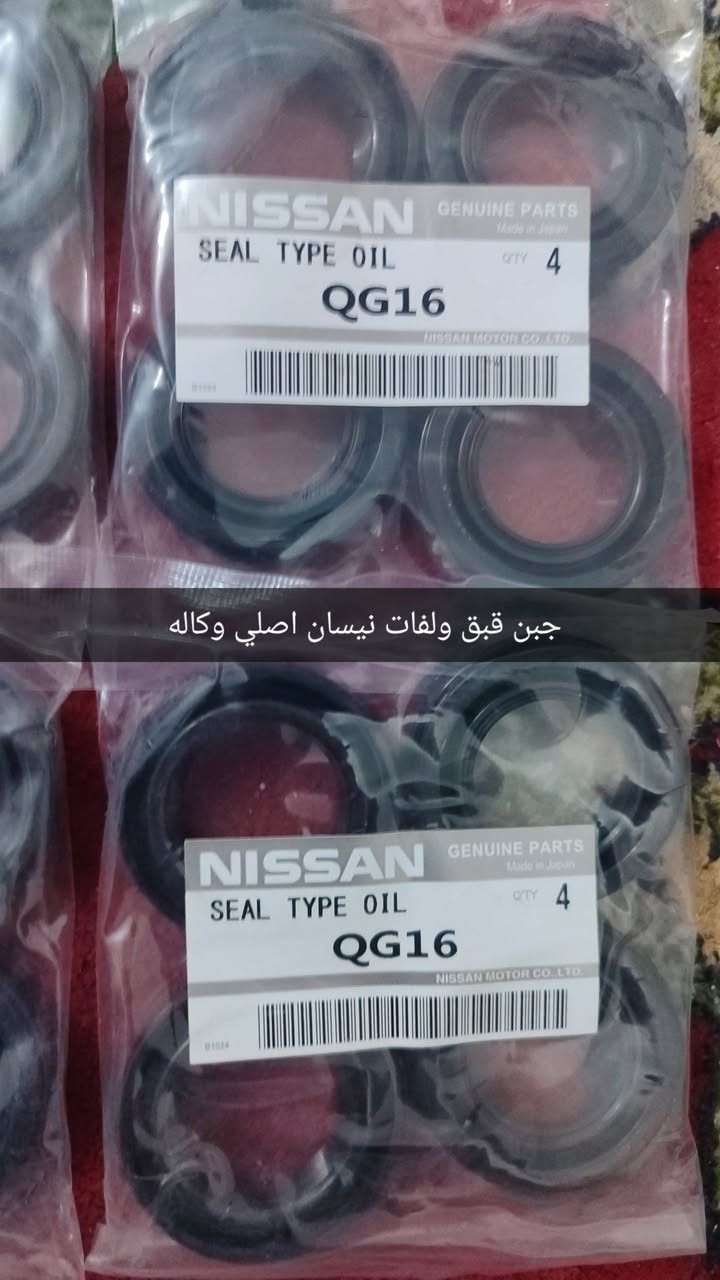 NISSAN GENUINE PARTS
Made in Japan
SEAL TYPE OIL Q'TY 4
QG16
NISSAN MOTOR CO.,LTD.
جبن قبق ولفات نيسان اصلي وكاله
NISSAN GENUINE PARTS
Made in Japan
SEAL TYPE OIL Q'TY 4
QG16
NISSAN MOTOR CO.,LTD.
B1024